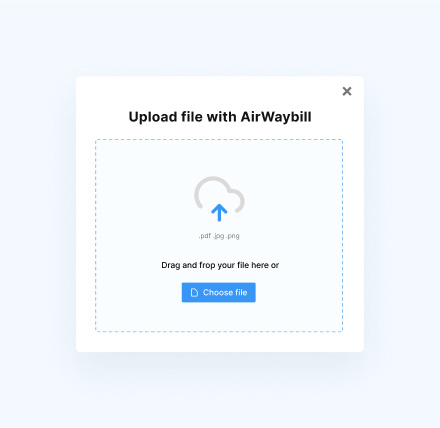 Upload file with AirWaybill
.pdf .jpg .png
Drag and frop your file here or
Choose file